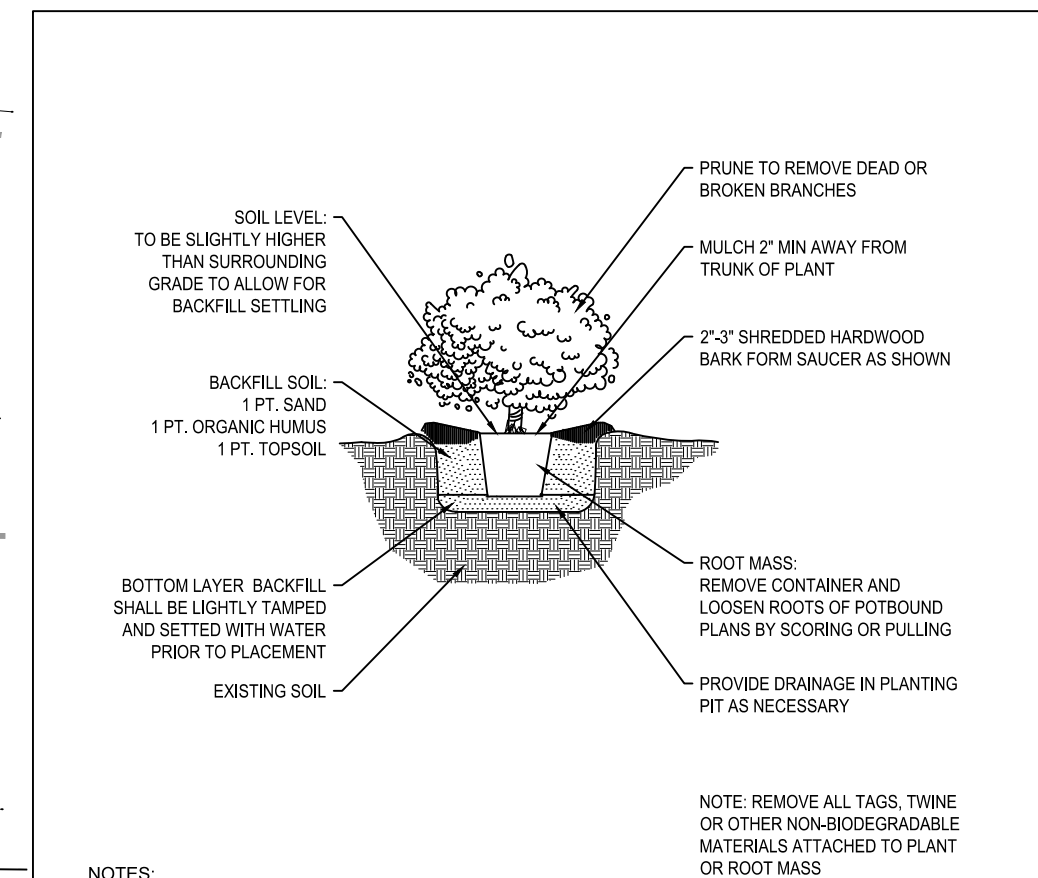 SOIL LEVEL:
TO BE SLIGHTLY HIGHER
THAN SURROUNDING
GRADE TO ALLOW FOR
BACKFILL SETTLING
BACKFILL SOIL:
1 PT. SAND
1 PT. ORGANIC HUMUS
1 PT. TOPSOIL
BOTTOM LAYER BACKFILL
SHALL BE LIGHTLY TAMPED
AND SETTED WITH WATER
PRIOR TO PLACEMENT
EXISTING SOIL
PRUNE TO REMOVE DEAD OR
BROKEN BRANCHES
MULCH 2" MIN AWAY FROM
TRUNK OF PLANT
2"-3" SHREDDED HARDWOOD
BARK FORM SAUCER AS SHOWN
ROOT MASS:
REMOVE CONTAINER AND
LOOSEN ROOTS OF POTBOUND
PLANS BY SCORING OR PULLING
PROVIDE DRAINAGE IN PLANTING
PIT AS NECESSARY
NOTE: REMOVE ALL TAGS, TWINE
OR OTHER NON-BIODEGRADABLE
MATERIALS ATTACHED TO PLANT
OR ROOT MASS
NOTES: